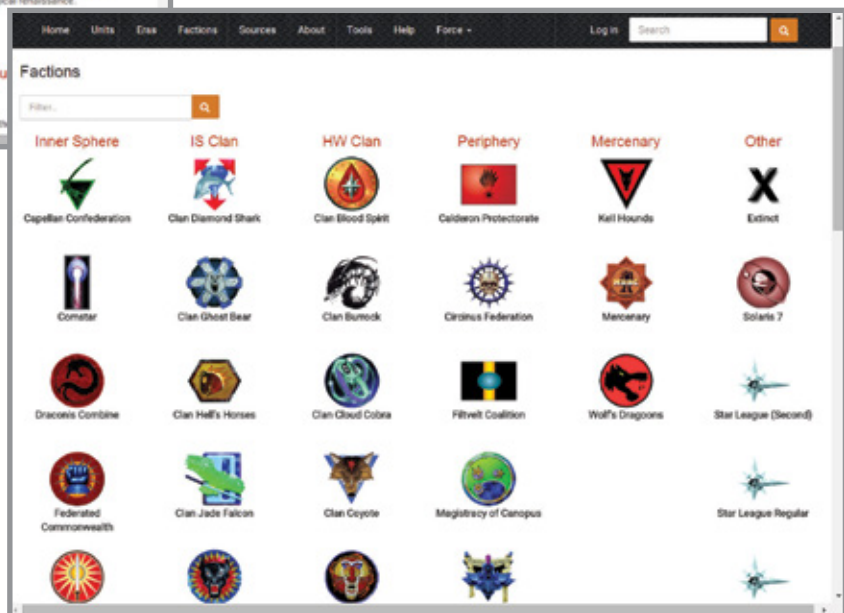 cal renaissance.
Home Units Eras Factions Sources About Tools Help Force Log in Search
Factions
Filter...
Inner Sphere IS Clan HW Clan Periphery Mercenary Other
Capellan Confederation Clan Diamond Shark Clan Blood Spirit Calderon Protectorate Kell Hounds Extinct
Comstar Clan Ghost Bear Clan Burrock Circinus Federation Mercenary Solaris 7
Draconis Combine Clan Hell's Horses Clan Cloud Cobra Filtvelt Coalition Wolf's Dragoons Star League (Second)
Federated Clan Jade Falcon Clan Coyote Magistracy of Canopus Star League Regular
Commonwealth